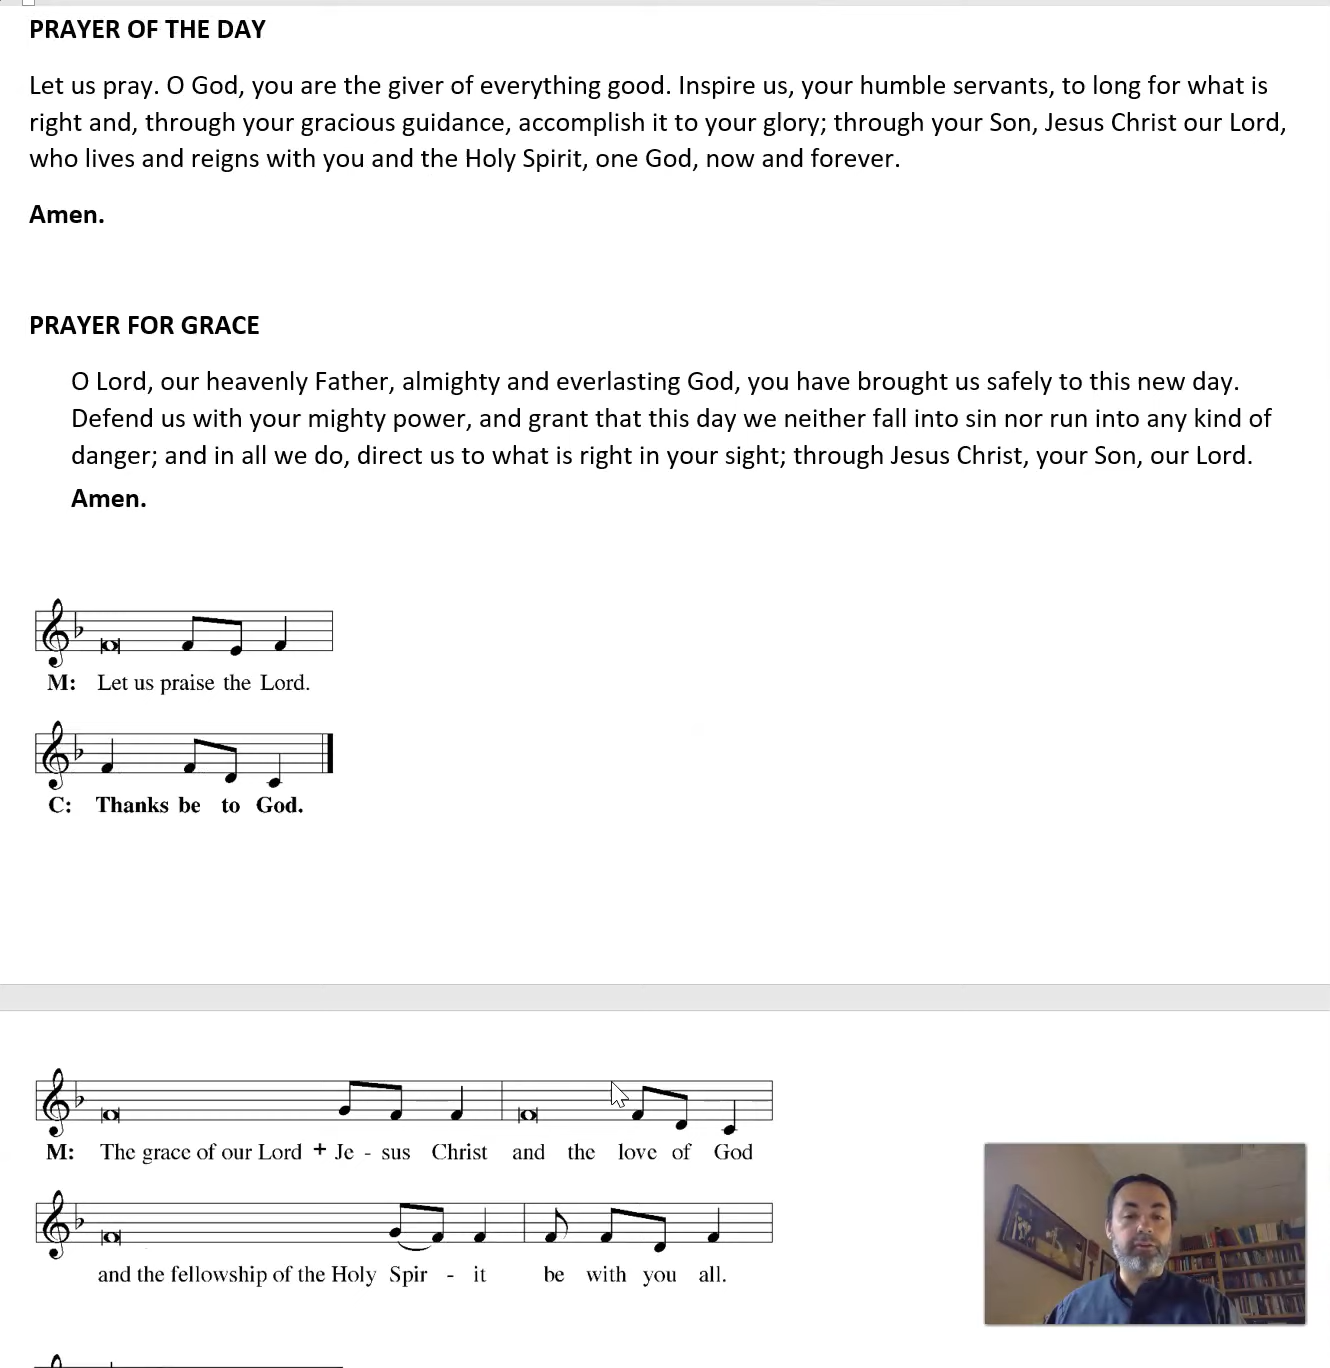 PRAYER OF THE DAY
Let us pray. O God, you are the giver of everything good. Inspire us, your humble servants, to long for what is
right and, through your gracious guidance, accomplish it to your glory; through your Son, Jesus Christ our Lord,
who lives and reigns with you and the Holy Spirit, one God, now and forever.
Amen.
PRAYER FOR GRACE
O Lord, our heavenly Father, almighty and everlasting God, you have brought us safely to this new day.
Defend us with your mighty power, and grant that this day we neither fall into sin nor run into any kind of
danger; and in all we do, direct us to what is right in your sight; through Jesus Christ, your Son, our Lord.
Amen.
M: Let us praise the Lord.
C: Thanks be to God.
M: The grace of our Lord + Je - sus Christ and the love of God
and the fellowship of the Holy Spir - it be with you all.